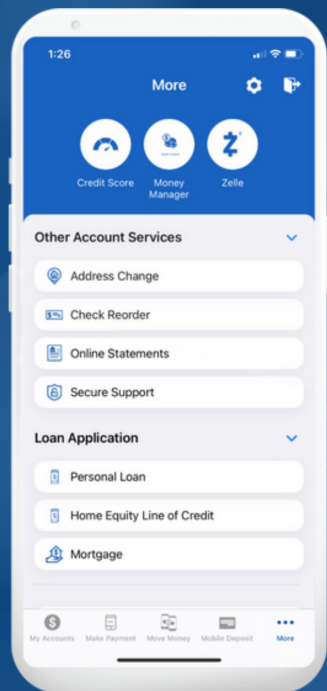 1:26
More
Credit Score
Money
Manager
Zelle
Other Account Services
Address Change
Check Reorder
Online Statements
Secure Support
Loan Application
Personal Loan
Home Equity Line of Credit
Mortgage
My Accounts
Make Payment
Move Money
Mobile Deposit
More